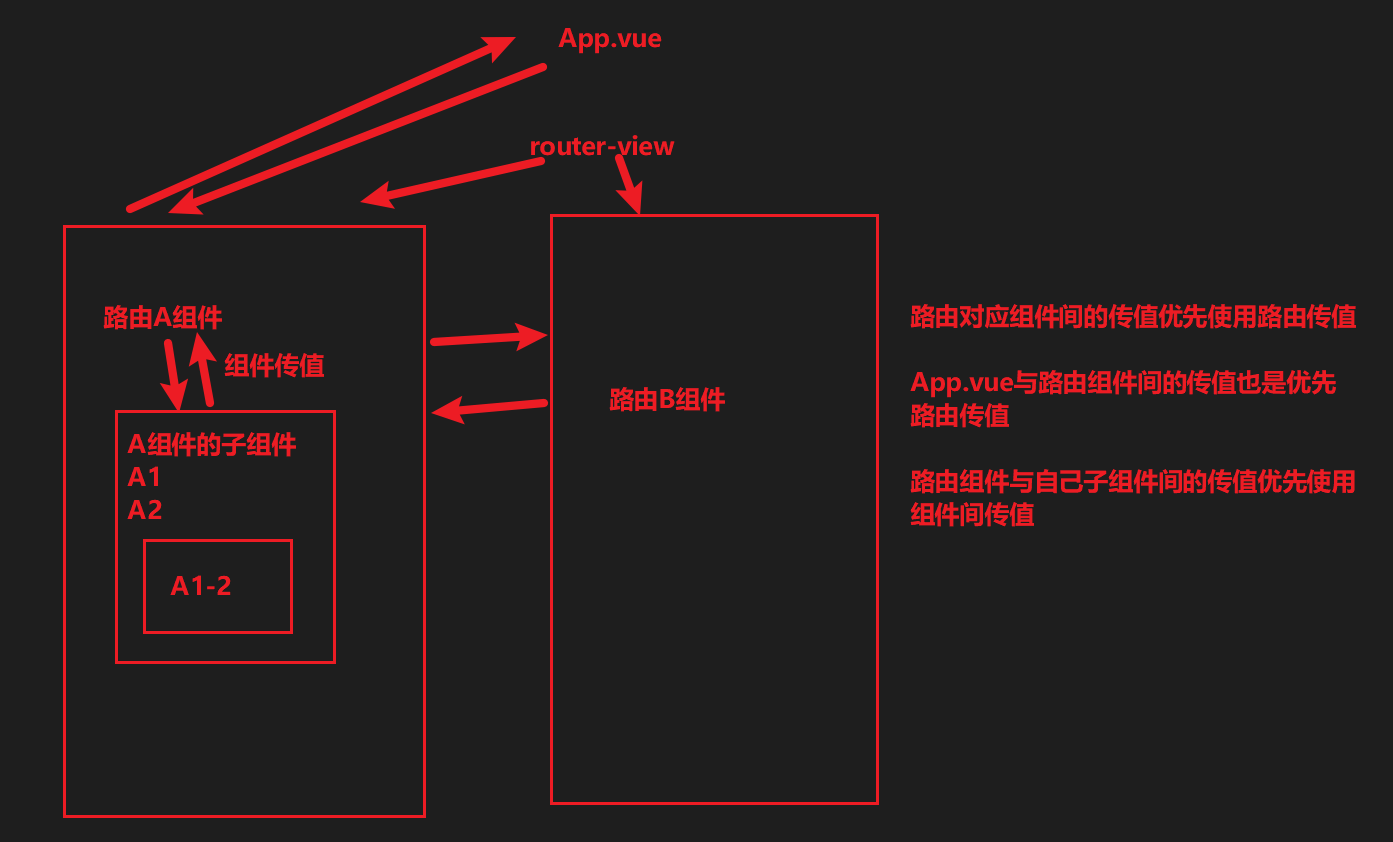 App.vue
router-view
路由A组件
组件传值
A组件的子组件
A1
A2
A1-2
路由B组件
路由对应组件间的传值优先使用路由传值
App.vue与路由组件间的传值也是优先
路由传值
路由组件与自己子组件间的传值优先使用
组件间传值